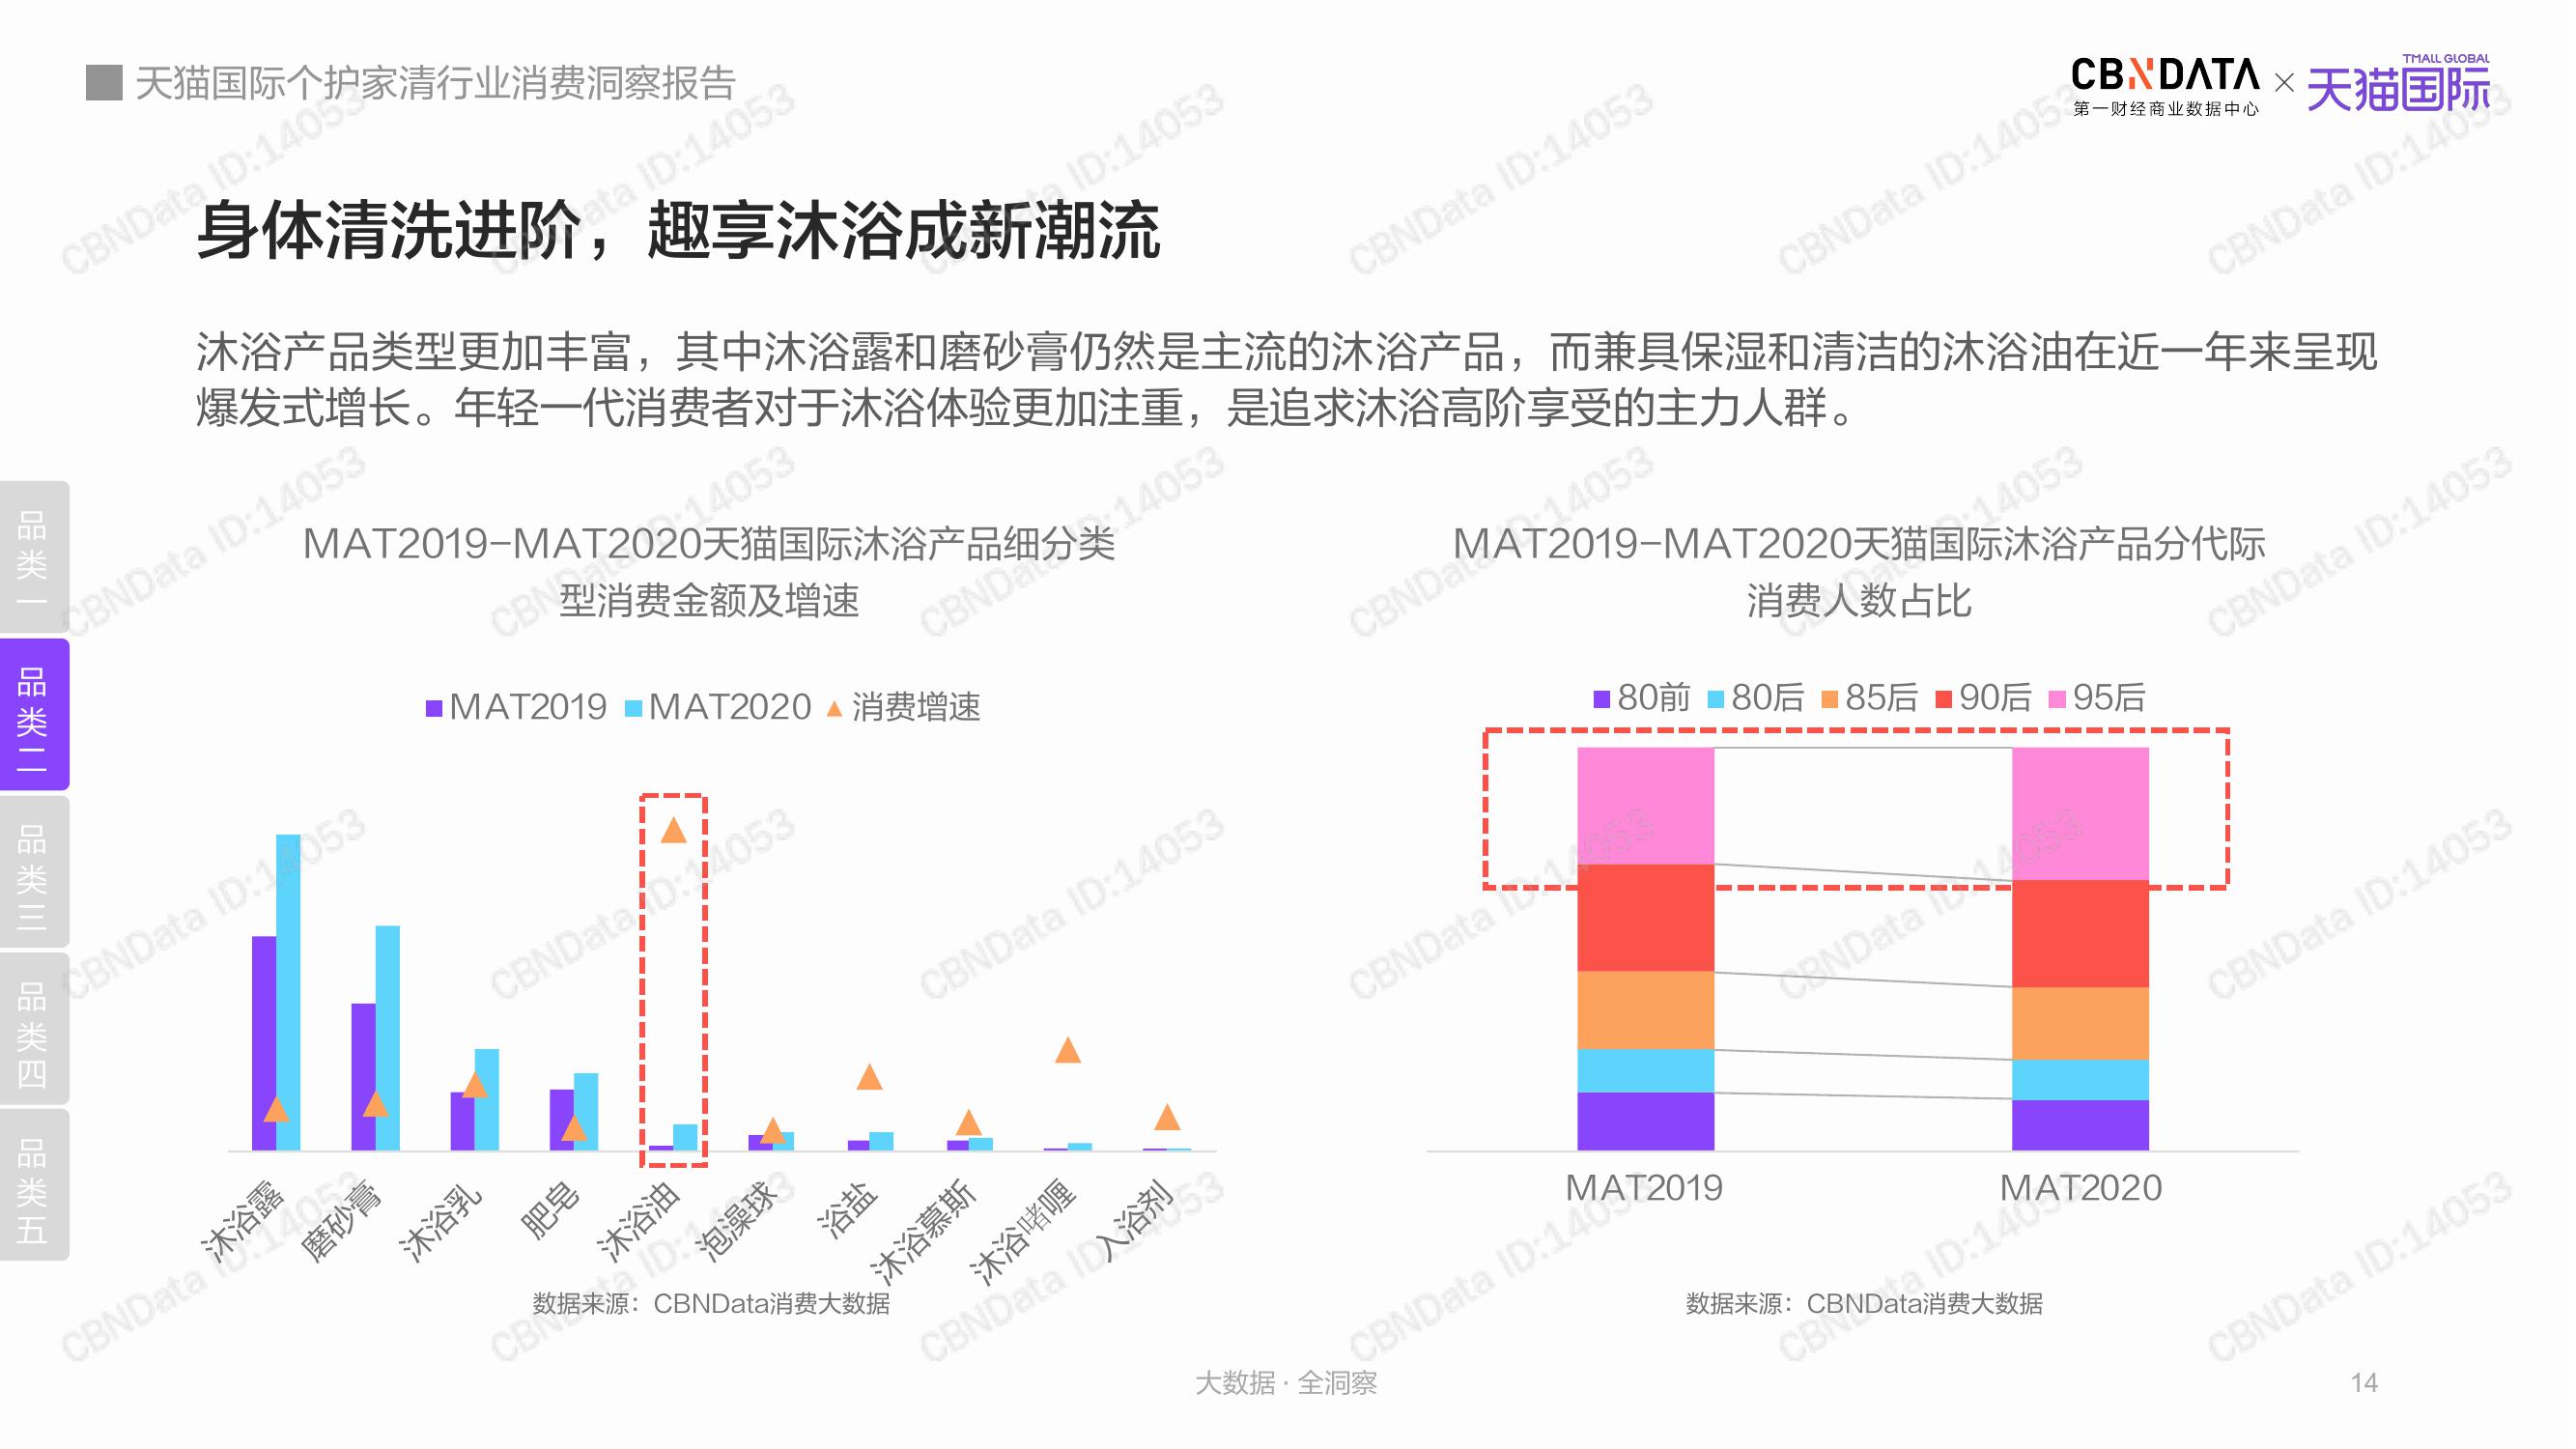 天猫国际个护家清行业消费洞察报告
CBNDATA
第一财经商业数据中心
×
TMALL GLOBAL
天猫国际
身体清洗进阶，趣享沐浴成新潮流
沐浴产品类型更加丰富，其中沐浴露和磨砂膏仍然是主流的沐浴产品，而兼具保湿和清洁的沐浴油在近一年来呈现
爆发式增长。年轻一代消费者对于沐浴体验更加注重，是追求沐浴高阶享受的主力人群。
品类一
品类二
品类三
品类四
品类五
MAT2019-MAT2020天猫国际沐浴产品细分类
型消费金额及增速
MAT2019 MAT2020 消费增速
沐浴露
磨砂膏
沐浴乳
肥皂
沐浴油
泡澡球
浴盐
沐浴慕斯
沐浴啫喱
入浴剂
数据来源：CBNData消费大数据
MAT2019-MAT2020天猫国际沐浴产品分代际
消费人数占比
80前 80后 85后 90后 95后
MAT2019
MAT2020
数据来源：CBNData消费大数据
大数据·全洞察
14
CBNData ID:14053